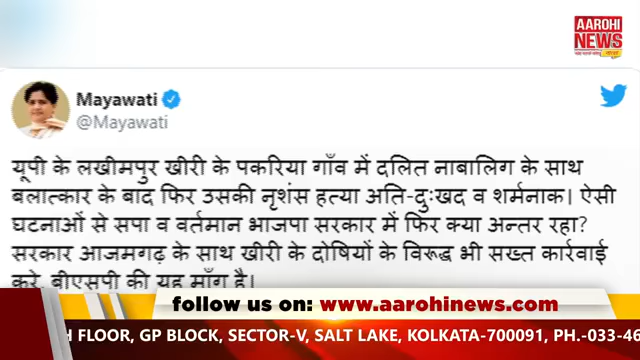 AAROHI
NEWS
Mayawati
@Mayawati
यूपी के लखीमपुर खीरी के पकरिया गाँव में दलित नाबालिग के साथ
बलात्कार के बाद फिर उसकी नृशंस हत्या अति-दुःखद व शर्मनाक। ऐसी
घटनाओं से सपा व वर्तमान भाजपा सरकार में फिर क्या अन्तर रहा?
सरकार आजमगढ़ के साथ खीरी के दोषियों के विरूद्ध भी सख्त कार्रवाई
करे, बीएसपी की यह माँग है।
follow us on: www.aarohinews.com
H FLOOR, GP BLOCK, SECTOR-V, SALT LAKE, KOLKATA-700091, PH.-033-46